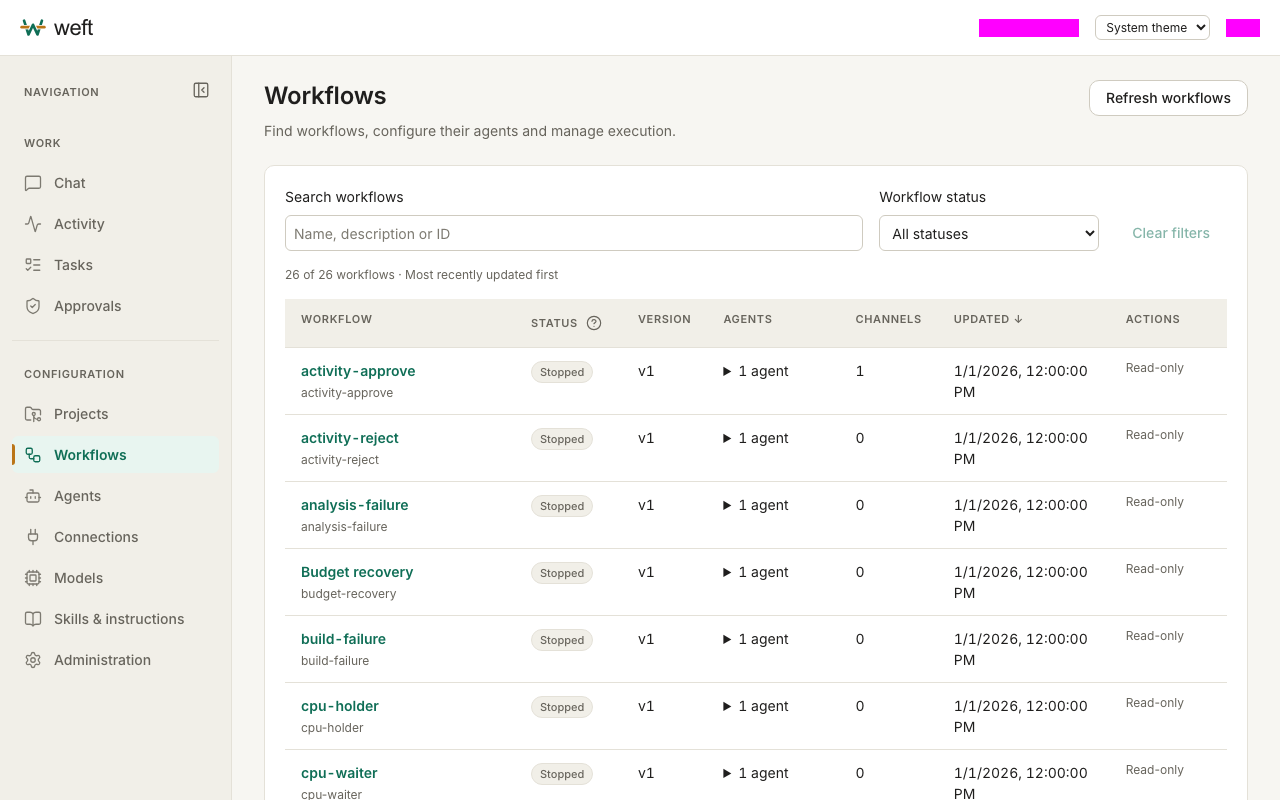 weft
System theme
NAVIGATION
WORK
Chat
Activity
Tasks
Approvals
CONFIGURATION
Projects
Workflows
Agents
Connections
Models
Skills & instructions
Administration
Workflows
Refresh workflows
Find workflows, configure their agents and manage execution.
Search workflows
Workflow status
Name, description or ID
All statuses
Clear filters
26 of 26 workflows · Most recently updated first
WORKFLOW STATUS VERSION AGENTS CHANNELS UPDATED ↓ ACTIONS
activity-approve Stopped v1 1 agent 1 1/1/2026, 12:00:00 Read-only
activity-approve PM
activity-reject Stopped v1 1 agent 0 1/1/2026, 12:00:00 Read-only
activity-reject PM
analysis-failure Stopped v1 1 agent 0 1/1/2026, 12:00:00 Read-only
analysis-failure PM
Budget recovery Stopped v1 1 agent 0 1/1/2026, 12:00:00 Read-only
budget-recovery PM
build-failure Stopped v1 1 agent 0 1/1/2026, 12:00:00 Read-only
build-failure PM
cpu-holder Stopped v1 1 agent 0 1/1/2026, 12:00:00 Read-only
cpu-holder PM
cpu-waiter Stopped v1 1 agent 0 1/1/2026, 12:00:00 Read-only
cpu-waiter PM